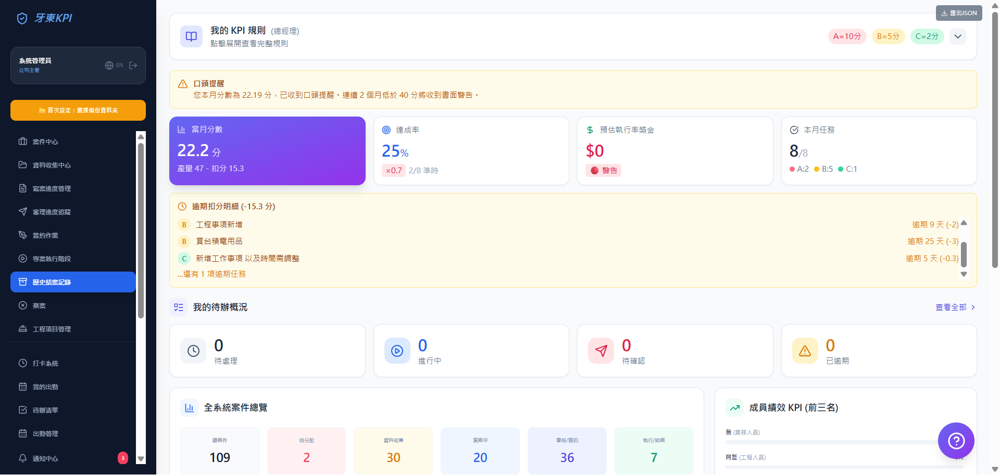 牙東KPI
系統管理員
公司主管
EN
首次設定：選擇備份資料夾
案件中心
資料收集中心
寫案進度管理
審理進度追蹤
簽約作業
專案執行階段
歷史結案記錄
棄案
工程項目管理
打卡系統
我的出勤
待辦清單
出勤管理
通知中心
3
匯出JSON
我的 KPI 規則 (總經理)
點擊展開查看完整規則
A=10分
B=5分
C=2分
口頭提醒
您本月分數為 22.19 分，已收到口頭提醒。連續 2 個月低於 40 分將收到書面警告。
當月分數
22.2 分
產量 47 - 扣分 15.3
達成率
25%
×0.7 2/8 準時
預估執行率獎金
$0
警告
本月任務
8/8
A:2 B:5 C:1
逾期扣分明細 (-15.3 分)
B 工程事項新增 逾期 9 天 (-2)
B 買台積電用品 逾期 25 天 (-3)
C 新增工作事項 以及時間需調整 逾期 5 天 (-0.3)
...還有 1 項逾期任務
我的待辦概況
查看全部
0
待處理
0
進行中
0
待確認
0
已逾期
全系統案件總覽
總案件
109
待分配
2
資料收集
30
寫案中
20
審核/簽約
36
執行/結案
7
成員績效 KPI (前三名)
無 (業務人員)
阿哲 (工程人員)